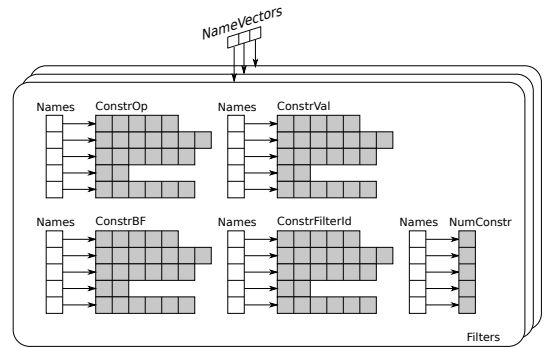 NameVectors
Names ConstrOp
Names ConstrVal
Names ConstrBF
Names ConstrFilterId
Names NumConstr
Filters